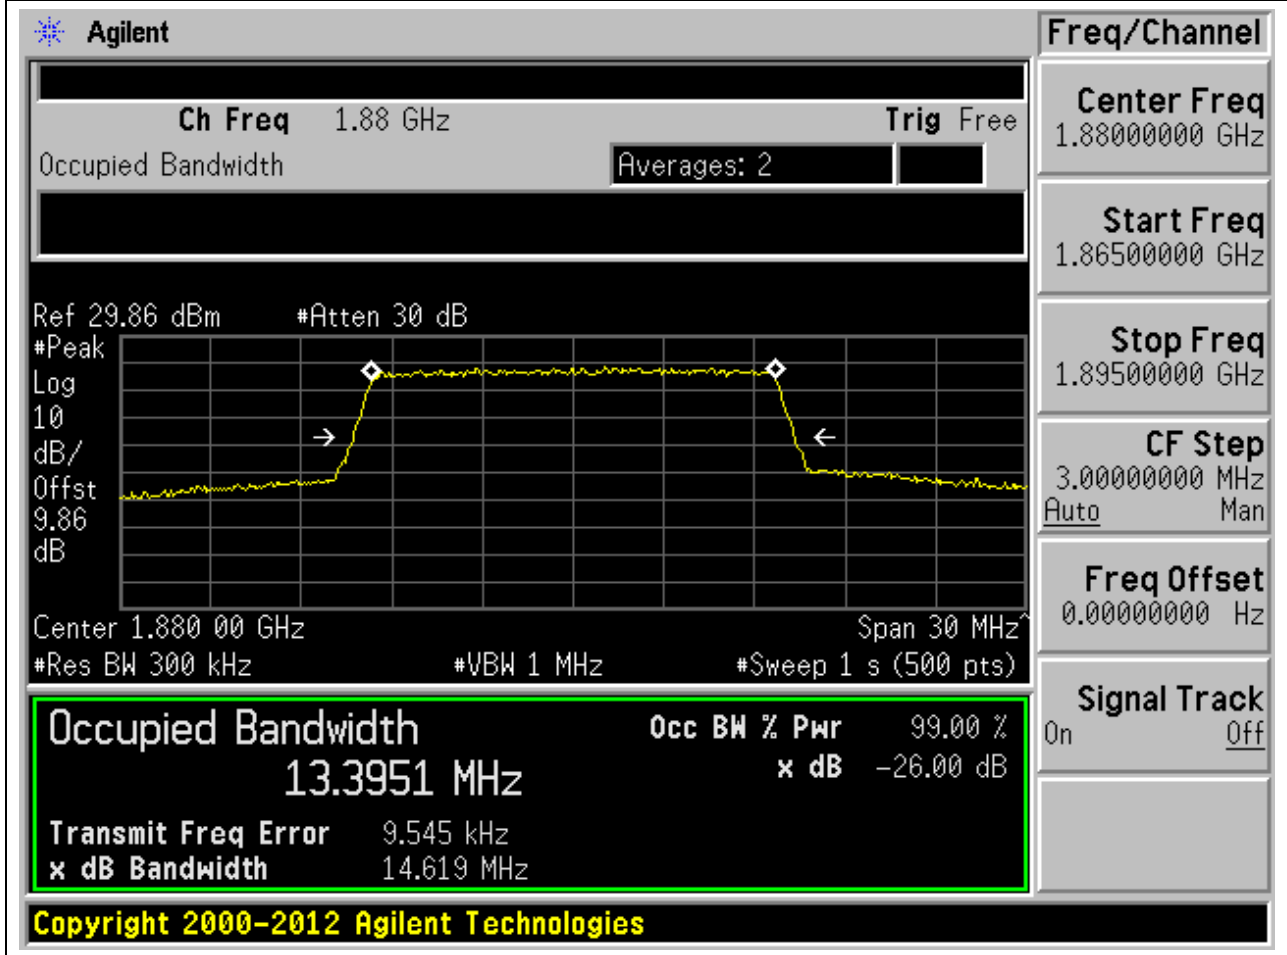 Agilent
Freq/Channel
Ch Freq 1.88 GHz Trig Free
Occupied Bandwidth Averages: 2
Center Freq
1.88000000 GHz
Start Freq
1.86500000 GHz
Stop Freq
1.89500000 GHz
CF Step
3.00000000 MHz
Auto Man
Freq Offset
0.00000000 Hz
Signal Track
On Off
Ref 29.86 dBm #Atten 30 dB
#Peak
Log
10
dB/
Offst
9.86
dB
Center 1.880 00 GHz Span 30 MHz^
#Res BW 300 kHz #VBW 1 MHz #Sweep 1 s (500 pts)
Occupied Bandwidth Occ BW % Pwr 99.00 %
13.3951 MHz x dB -26.00 dB
Transmit Freq Error 9.545 kHz
x dB Bandwidth 14.619 MHz
Copyright 2000-2012 Agilent Technologies